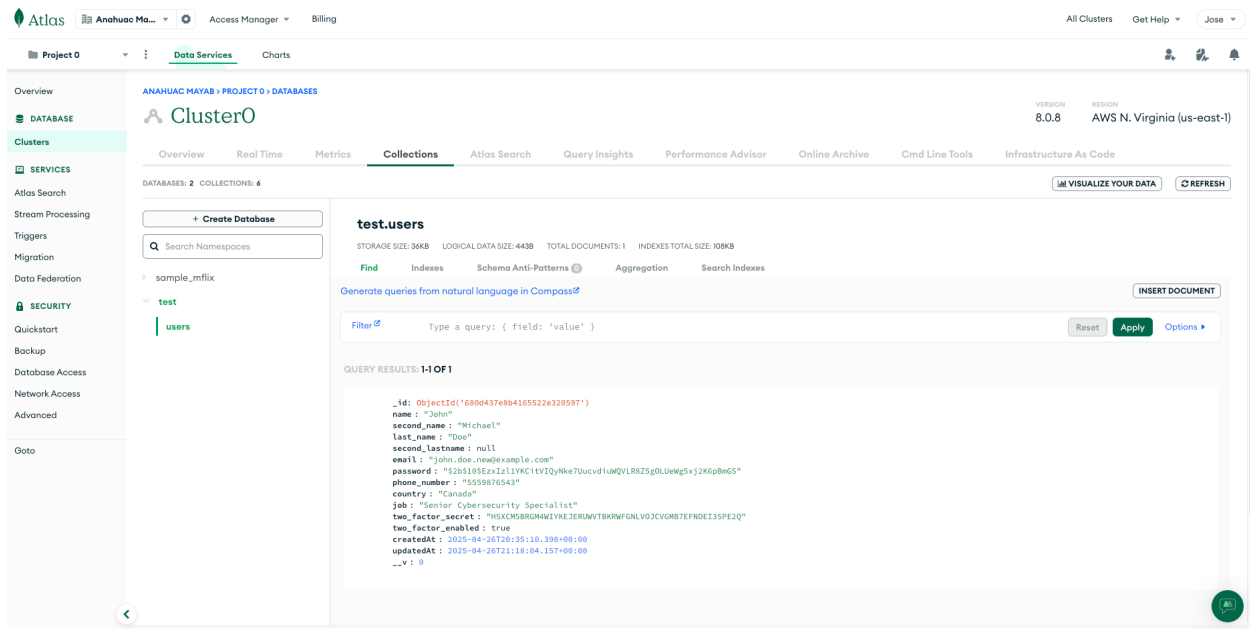 Atlas
Anahuac Ma...
Access Manager
Billing
All Clusters
Get Help
Jose
Project 0
Data Services
Charts
Overview
DATABASE
Clusters
SERVICES
Atlas Search
Stream Processing
Triggers
Migration
Data Federation
SECURITY
Quickstart
Backup
Database Access
Network Access
Advanced
Goto
ANAHUAC MAYAB > PROJECT 0 > DATABASES
Cluster0
VERSION
8.0.8
REGION
AWS N. Virginia (us-east-1)
Overview
Real Time
Metrics
Collections
Atlas Search
Query Insights
Performance Advisor
Online Archive
Cmd Line Tools
Infrastructure As Code
DATABASES: 2 COLLECTIONS: 6
VISUALIZE YOUR DATA
REFRESH
+ Create Database
Search Namespaces
sample_mflix
test
users
test.users
STORAGE SIZE: 36KB LOGICAL DATA SIZE: 443B TOTAL DOCUMENTS: 1 INDEXES TOTAL SIZE: 108KB
Find
Indexes
Schema Anti-Patterns 0
Aggregation
Search Indexes
Generate queries from natural language in Compass
INSERT DOCUMENT
Filter
Type a query: { field: 'value' }
Reset
Apply
Options
QUERY RESULTS: 1-1 OF 1
_id: ObjectId('680d437e8b4165522e320597')
name : "John"
second_name : "Michael"
last_name : "Doe"
second_lastname : null
email : "john.doe.new@example.com"
password : "$2b$10$EzxIzl1YKCitVIQyNke7UucvdiuWQVLR8Z5gOLUeWg5xj2K6pBmGS"
phone_number : "5559876543"
country : "Canada"
job : "Senior Cybersecurity Specialist"
two_factor_secret : "HSXCMSBRGM4WIYKEJERUWVTBKRWFGNLVOJCVGMB7EFNDEI3SPE2Q"
two_factor_enabled : true
createdAt : 2025-04-26T20:35:10.398+00:00
updatedAt : 2025-04-26T21:18:04.157+00:00
__v : 0